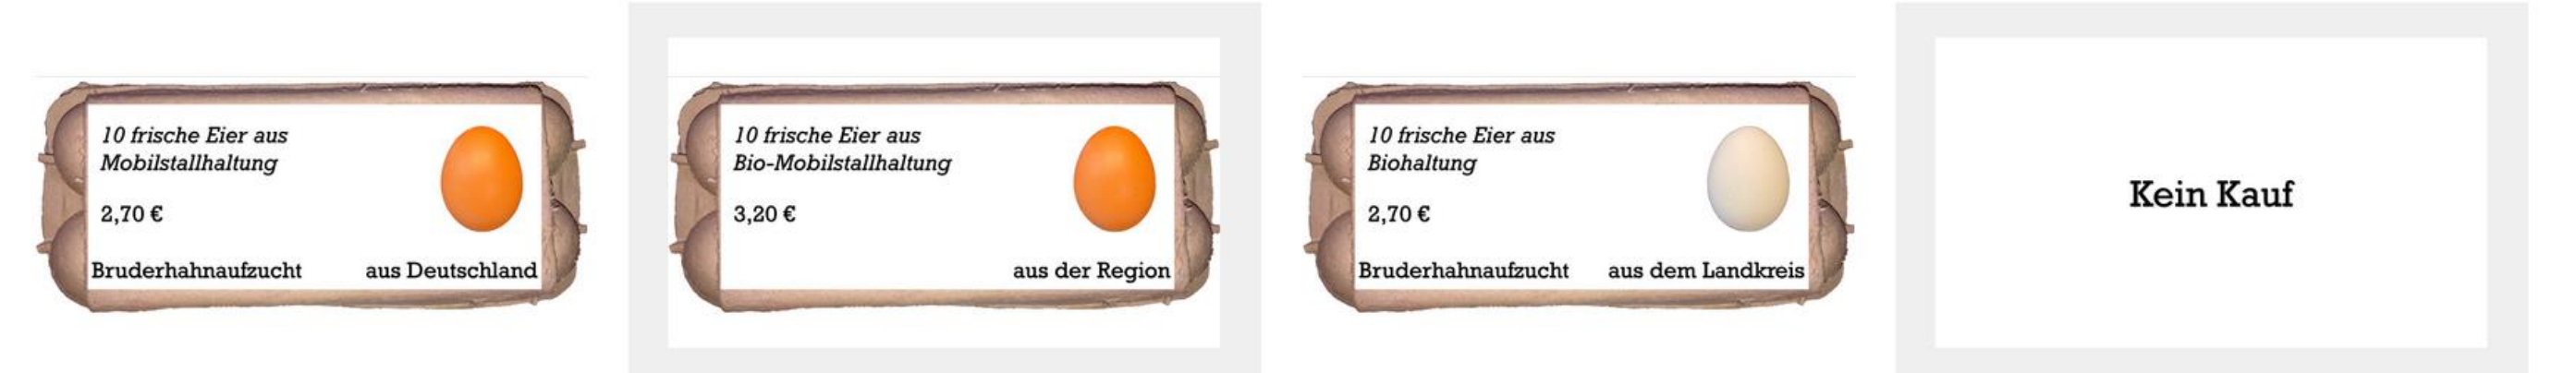 10 frische Eier aus
Mobilstallhaltung
2,70 €
Bruderhahnaufzucht aus Deutschland
10 frische Eier aus
Bio-Mobilstallhaltung
3,20 €
aus der Region
10 frische Eier aus
Biohaltung
2,70 €
Bruderhahnaufzucht aus dem Landkreis
Kein Kauf